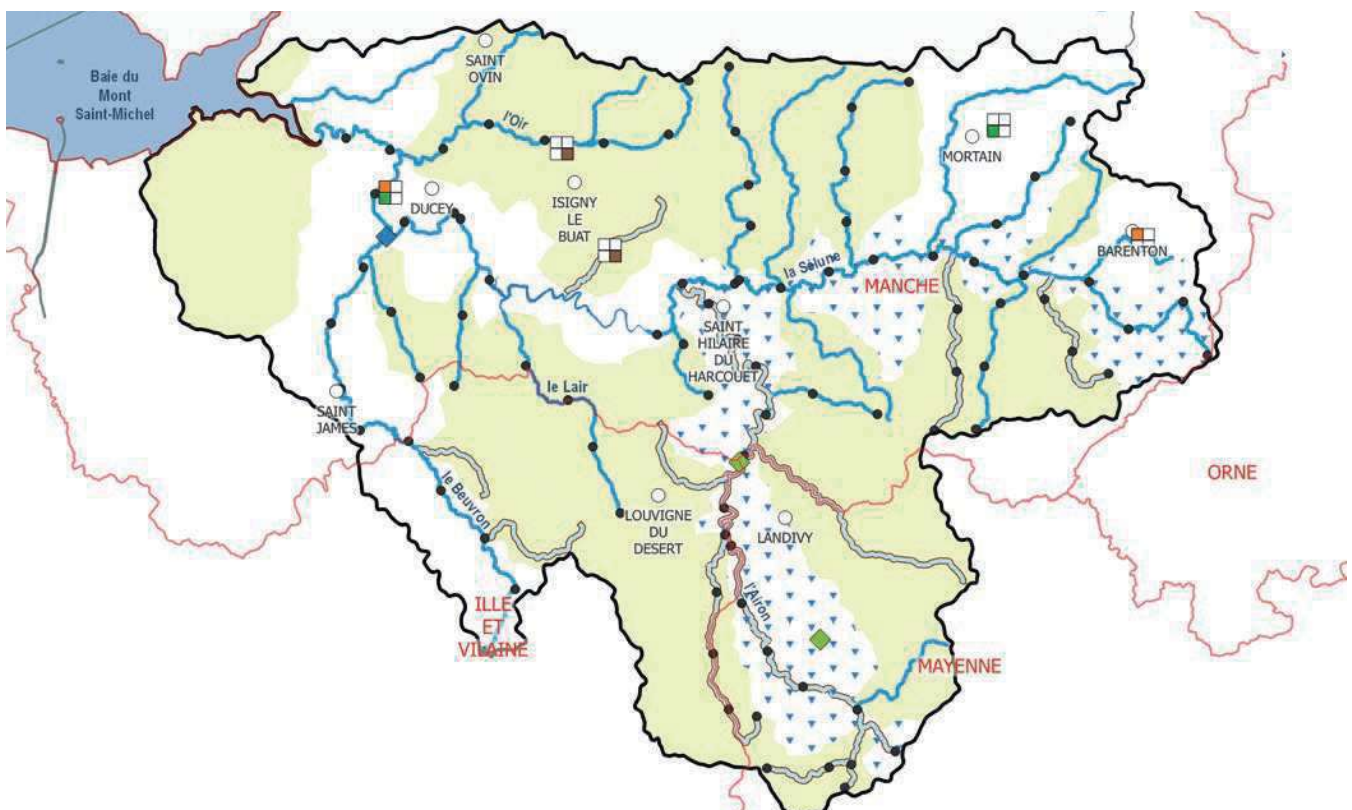 Baie du
Mont
Saint-Michel
SAINT
OVIN
l'Oir
MORTAIN
DUCEY
ISIGNY
LE
BUAT
BARENTON
la Sélune
MANCHE
SAINT
HILAIRE
DU
HARCOUET
le Lair
SAINT
JAMES
le Beuvron
ORNE
LOUVIGNE
DU
DESERT
LANDIVY
l'Airon
ILLE
ET
VILAINE
MAYENNE